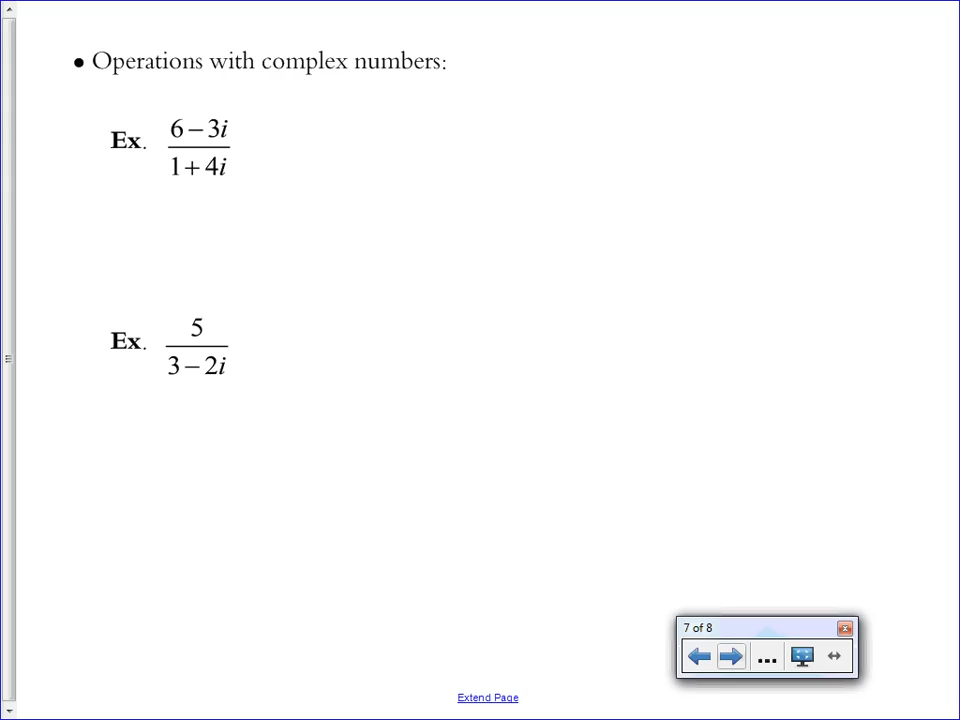 • Operations with complex numbers:
Ex. 6 − 3i
1 + 4i
Ex. 5
3 − 2i
7 of 8
...
Extend Page